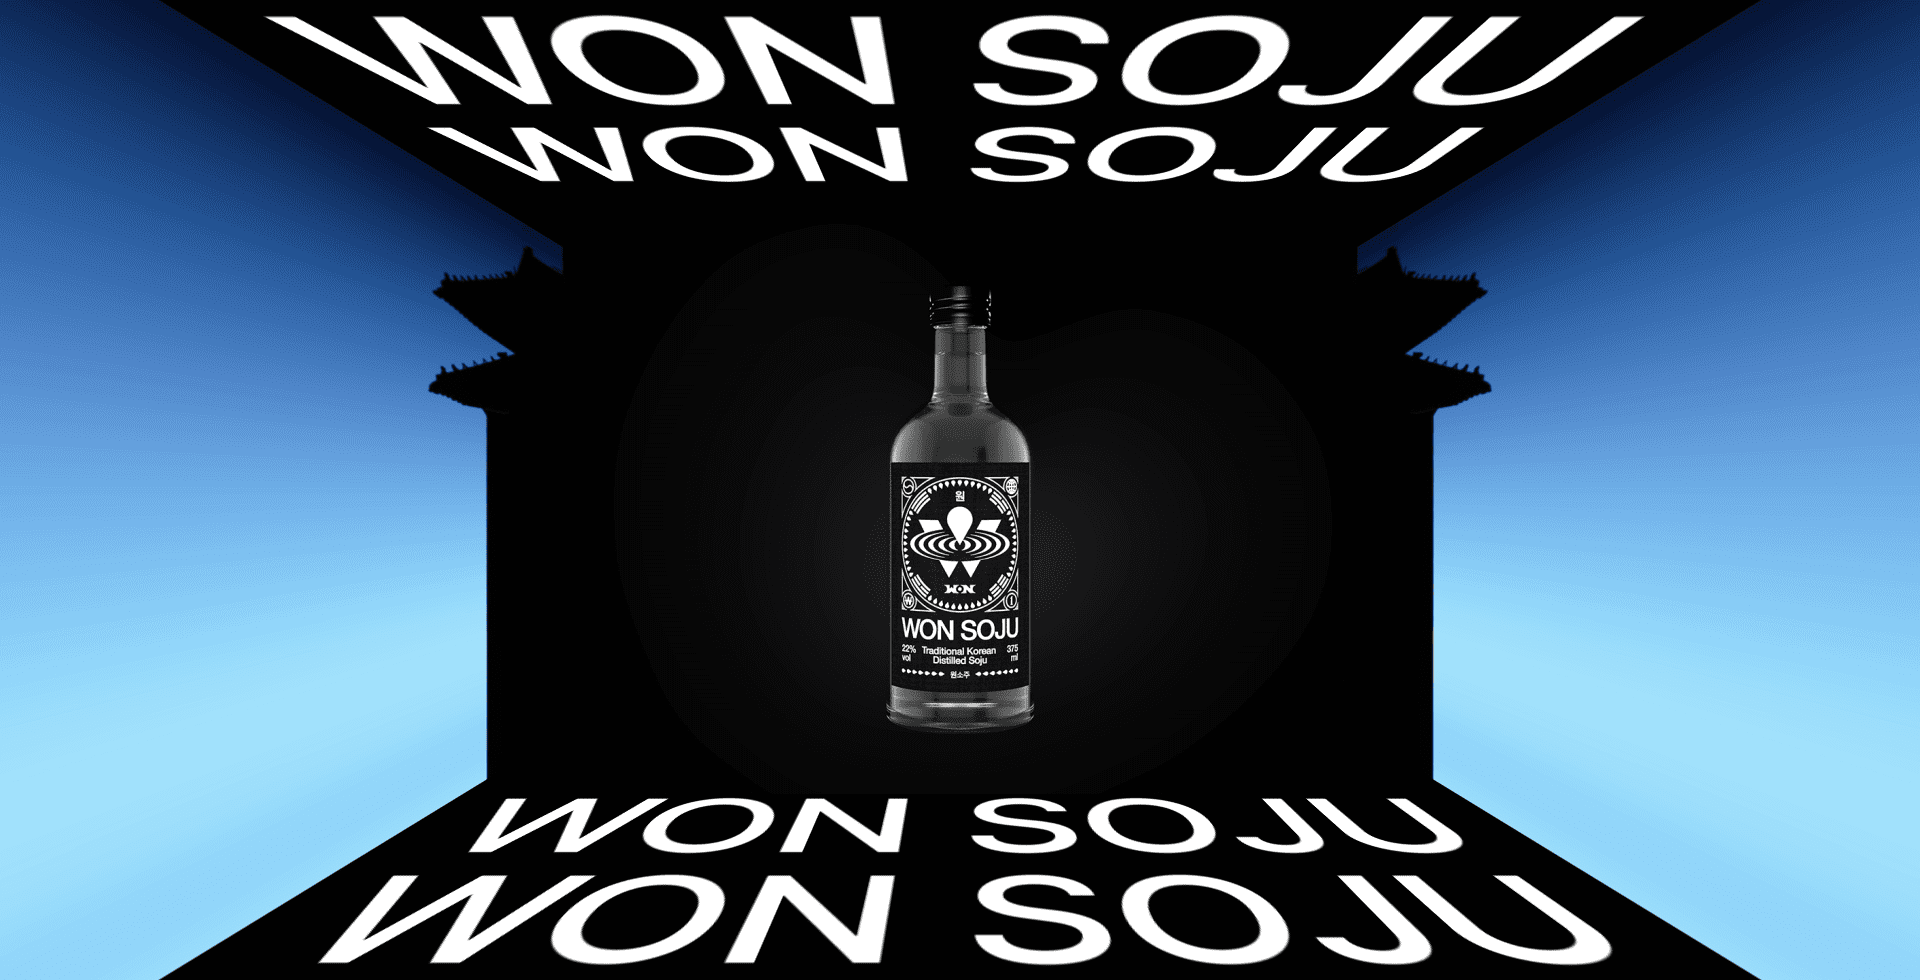 WON SOJU
WON SOJU
원
WON
WON SOJU
22% vol
Traditional Korean
Distilled Soju
375 ml
원소주
WON SOJU
WON SOJU